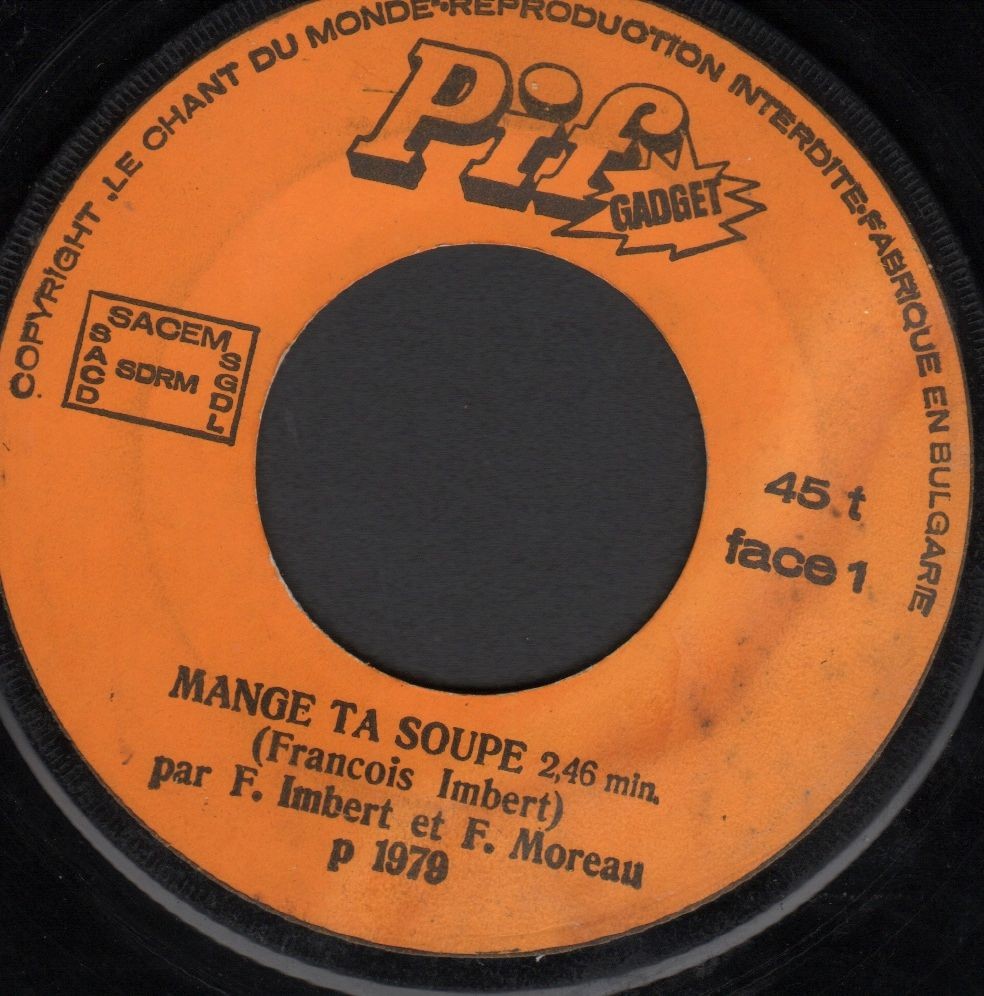 COPYRIGHT .LE CHANT DU MONDE•REPRODUCTION INTERDITE•FABRIQUE EN BULGARIE
Pif
GADGET
SACEM
SACD
SDRM
SGDL
45 t
face 1
MANGE TA SOUPE 2,46 min.
(Francois Imbert)
par F. Imbert et F. Moreau
p 1979